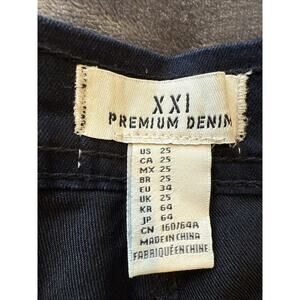 XXI
PREMIUM DENIM
US 25
CA 25
MX 25
BR 25
EU 34
UK 25
KR 64
JP 64
CN 160/64A
MADE IN CHINA
FABRIQUÉ EN CHINE